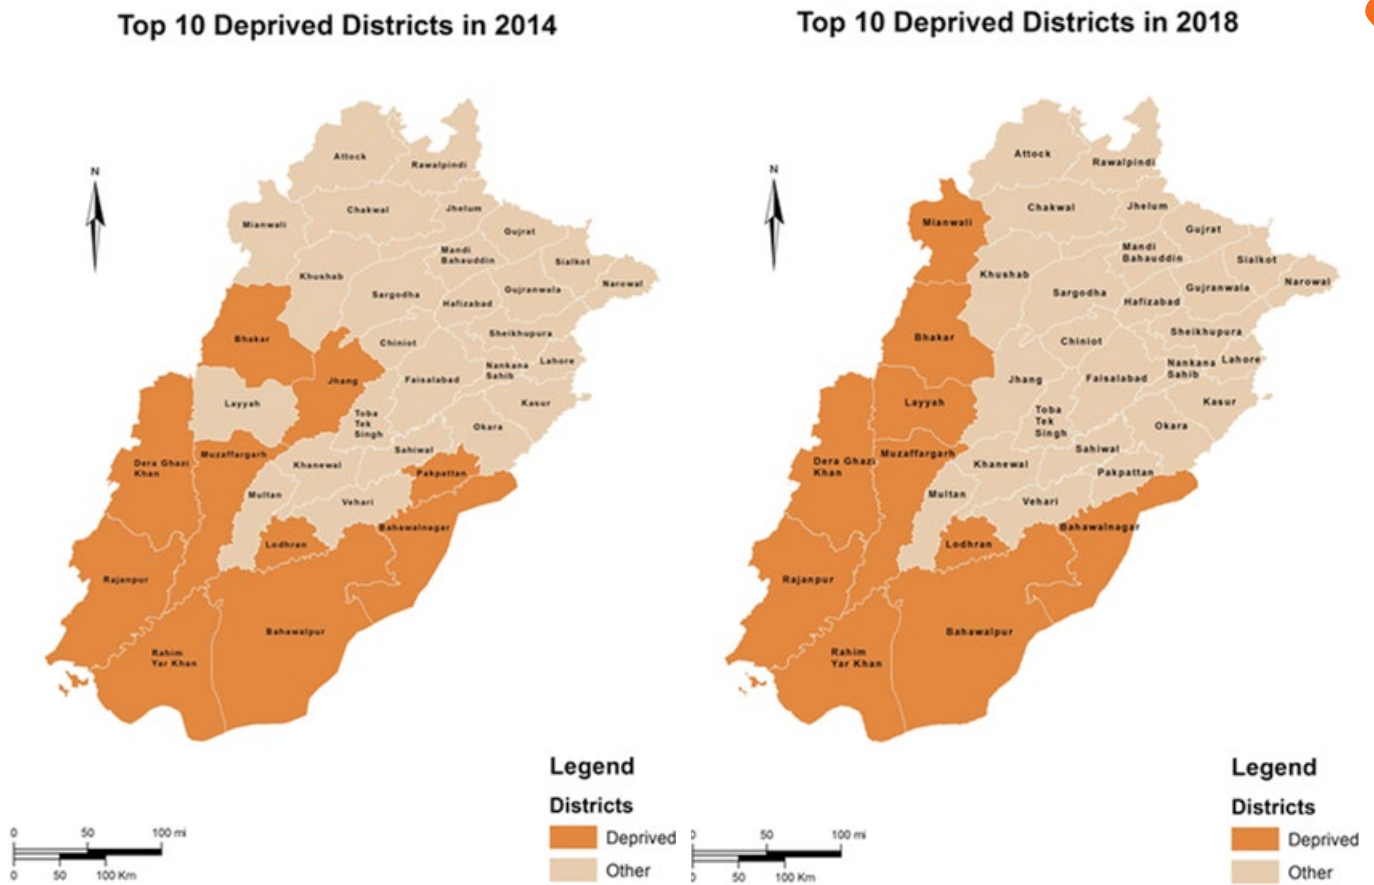 Top 10 Deprived Districts in 2014
N
Attock
Rawalpindi
Chakwal
Jhelum
Mianwali
Gujrat
Mandi
Bahauddin
Sialkot
Khushab
Narowal
Sargodha
Gujranwala
Hafizabad
Bhakar
Sheikhupura
Chiniot
Lahore
Nankana
Sahib
Jhang
Faisalabad
Layyah
Kasur
Toba
Tek
Singh
Okara
Sahiwal
Muzaffargarh
Dera Ghazi
Khan
Khanewal
Pakpattan
Multan
Vehari
Bahawalnagar
Lodhran
Rajanpur
Bahawalpur
Rahim
Yar Khan
Legend
Districts
Deprived
Other
0 50 100 mi
0 50 100 Km
Top 10 Deprived Districts in 2018
N
Attock
Rawalpindi
Chakwal
Jhelum
Mianwali
Gujrat
Mandi
Bahauddin
Sialkot
Khushab
Narowal
Sargodha
Gujranwala
Hafizabad
Bhakar
Sheikhupura
Chiniot
Lahore
Nankana
Sahib
Jhang
Faisalabad
Layyah
Kasur
Toba
Tek
Singh
Okara
Sahiwal
Muzaffargarh
Dera Ghazi
Khan
Khanewal
Pakpattan
Multan
Vehari
Bahawalnagar
Lodhran
Rajanpur
Bahawalpur
Rahim
Yar Khan
Legend
Districts
Deprived
Other
0 50 100 mi
0 50 100 Km